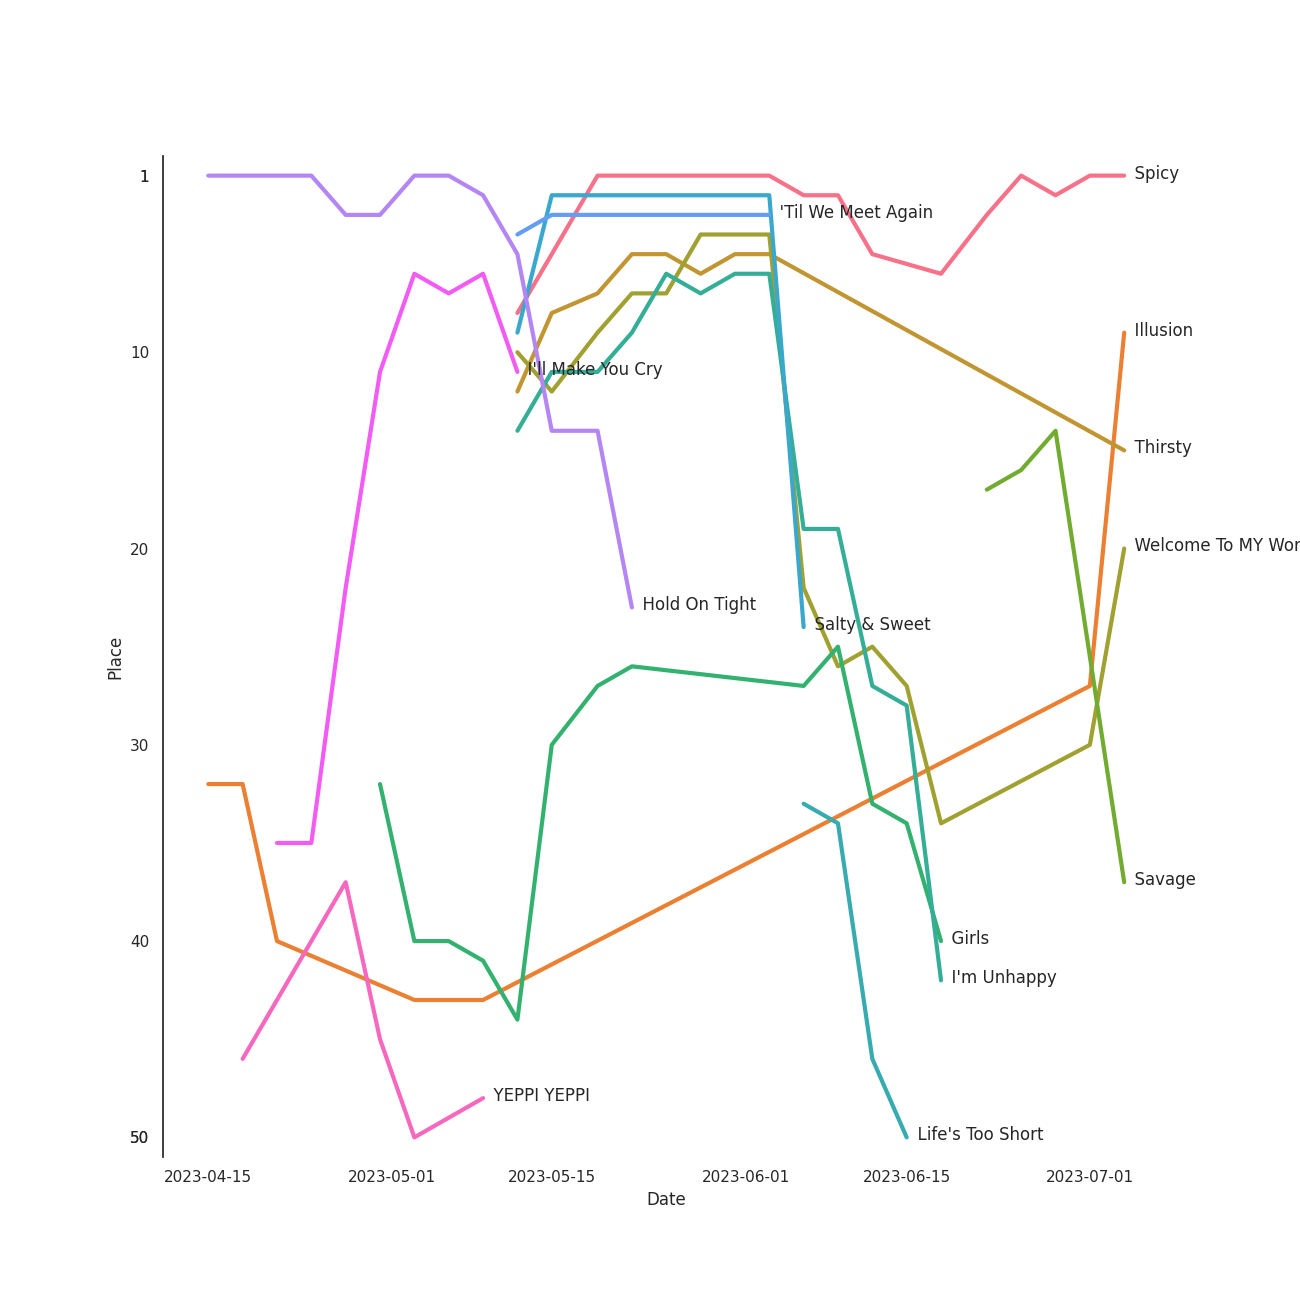 1
Spicy
'Til We Meet Again
Illusion
10
I'll Make You Cry
Thirsty
20
Welcome To MY Wor
Hold On Tight
Salty & Sweet
Place
30
Savage
40
Girls
I'm Unhappy
YEPPI YEPPI
50
Life's Too Short
2023-04-15 2023-05-01 2023-05-15 2023-06-01 2023-06-15 2023-07-01
Date